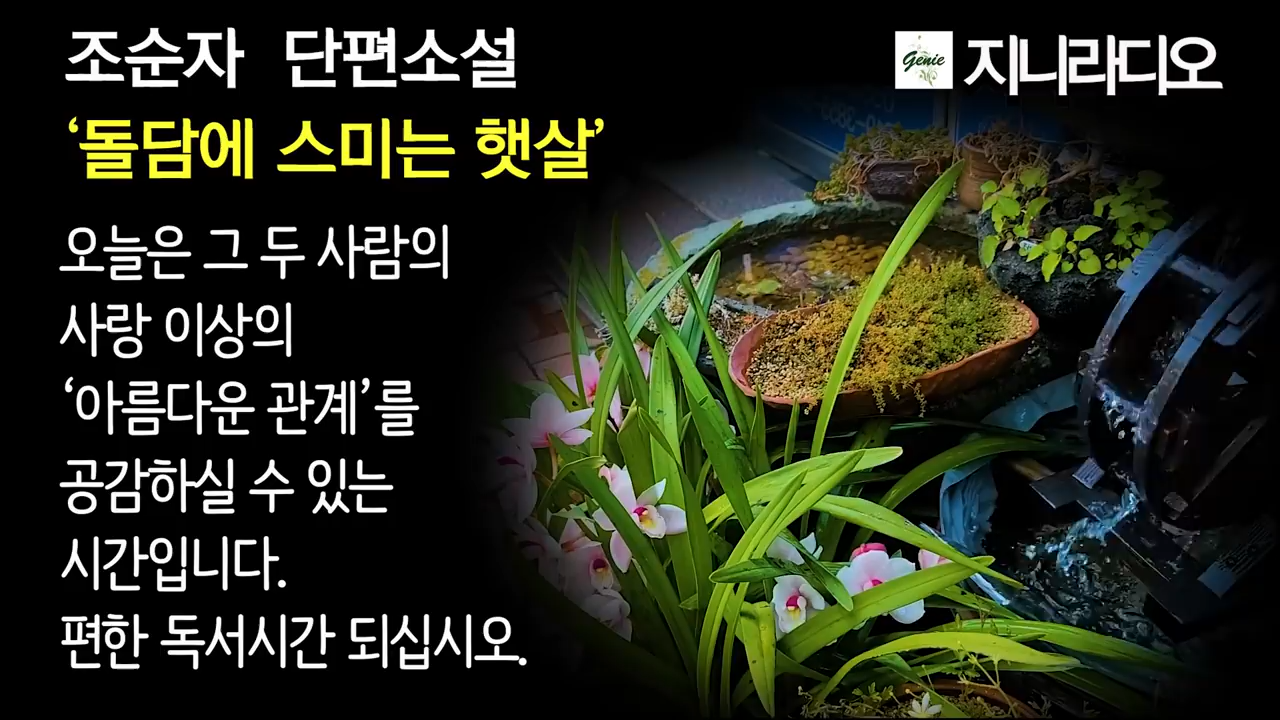 조순자 단편소설
Genie
지니라디오
‘돌담에 스미는 햇살’
오늘은 그 두 사람의
사랑 이상의
‘아름다운 관계’를
공감하실 수 있는
시간입니다.
편한 독서시간 되십시오.